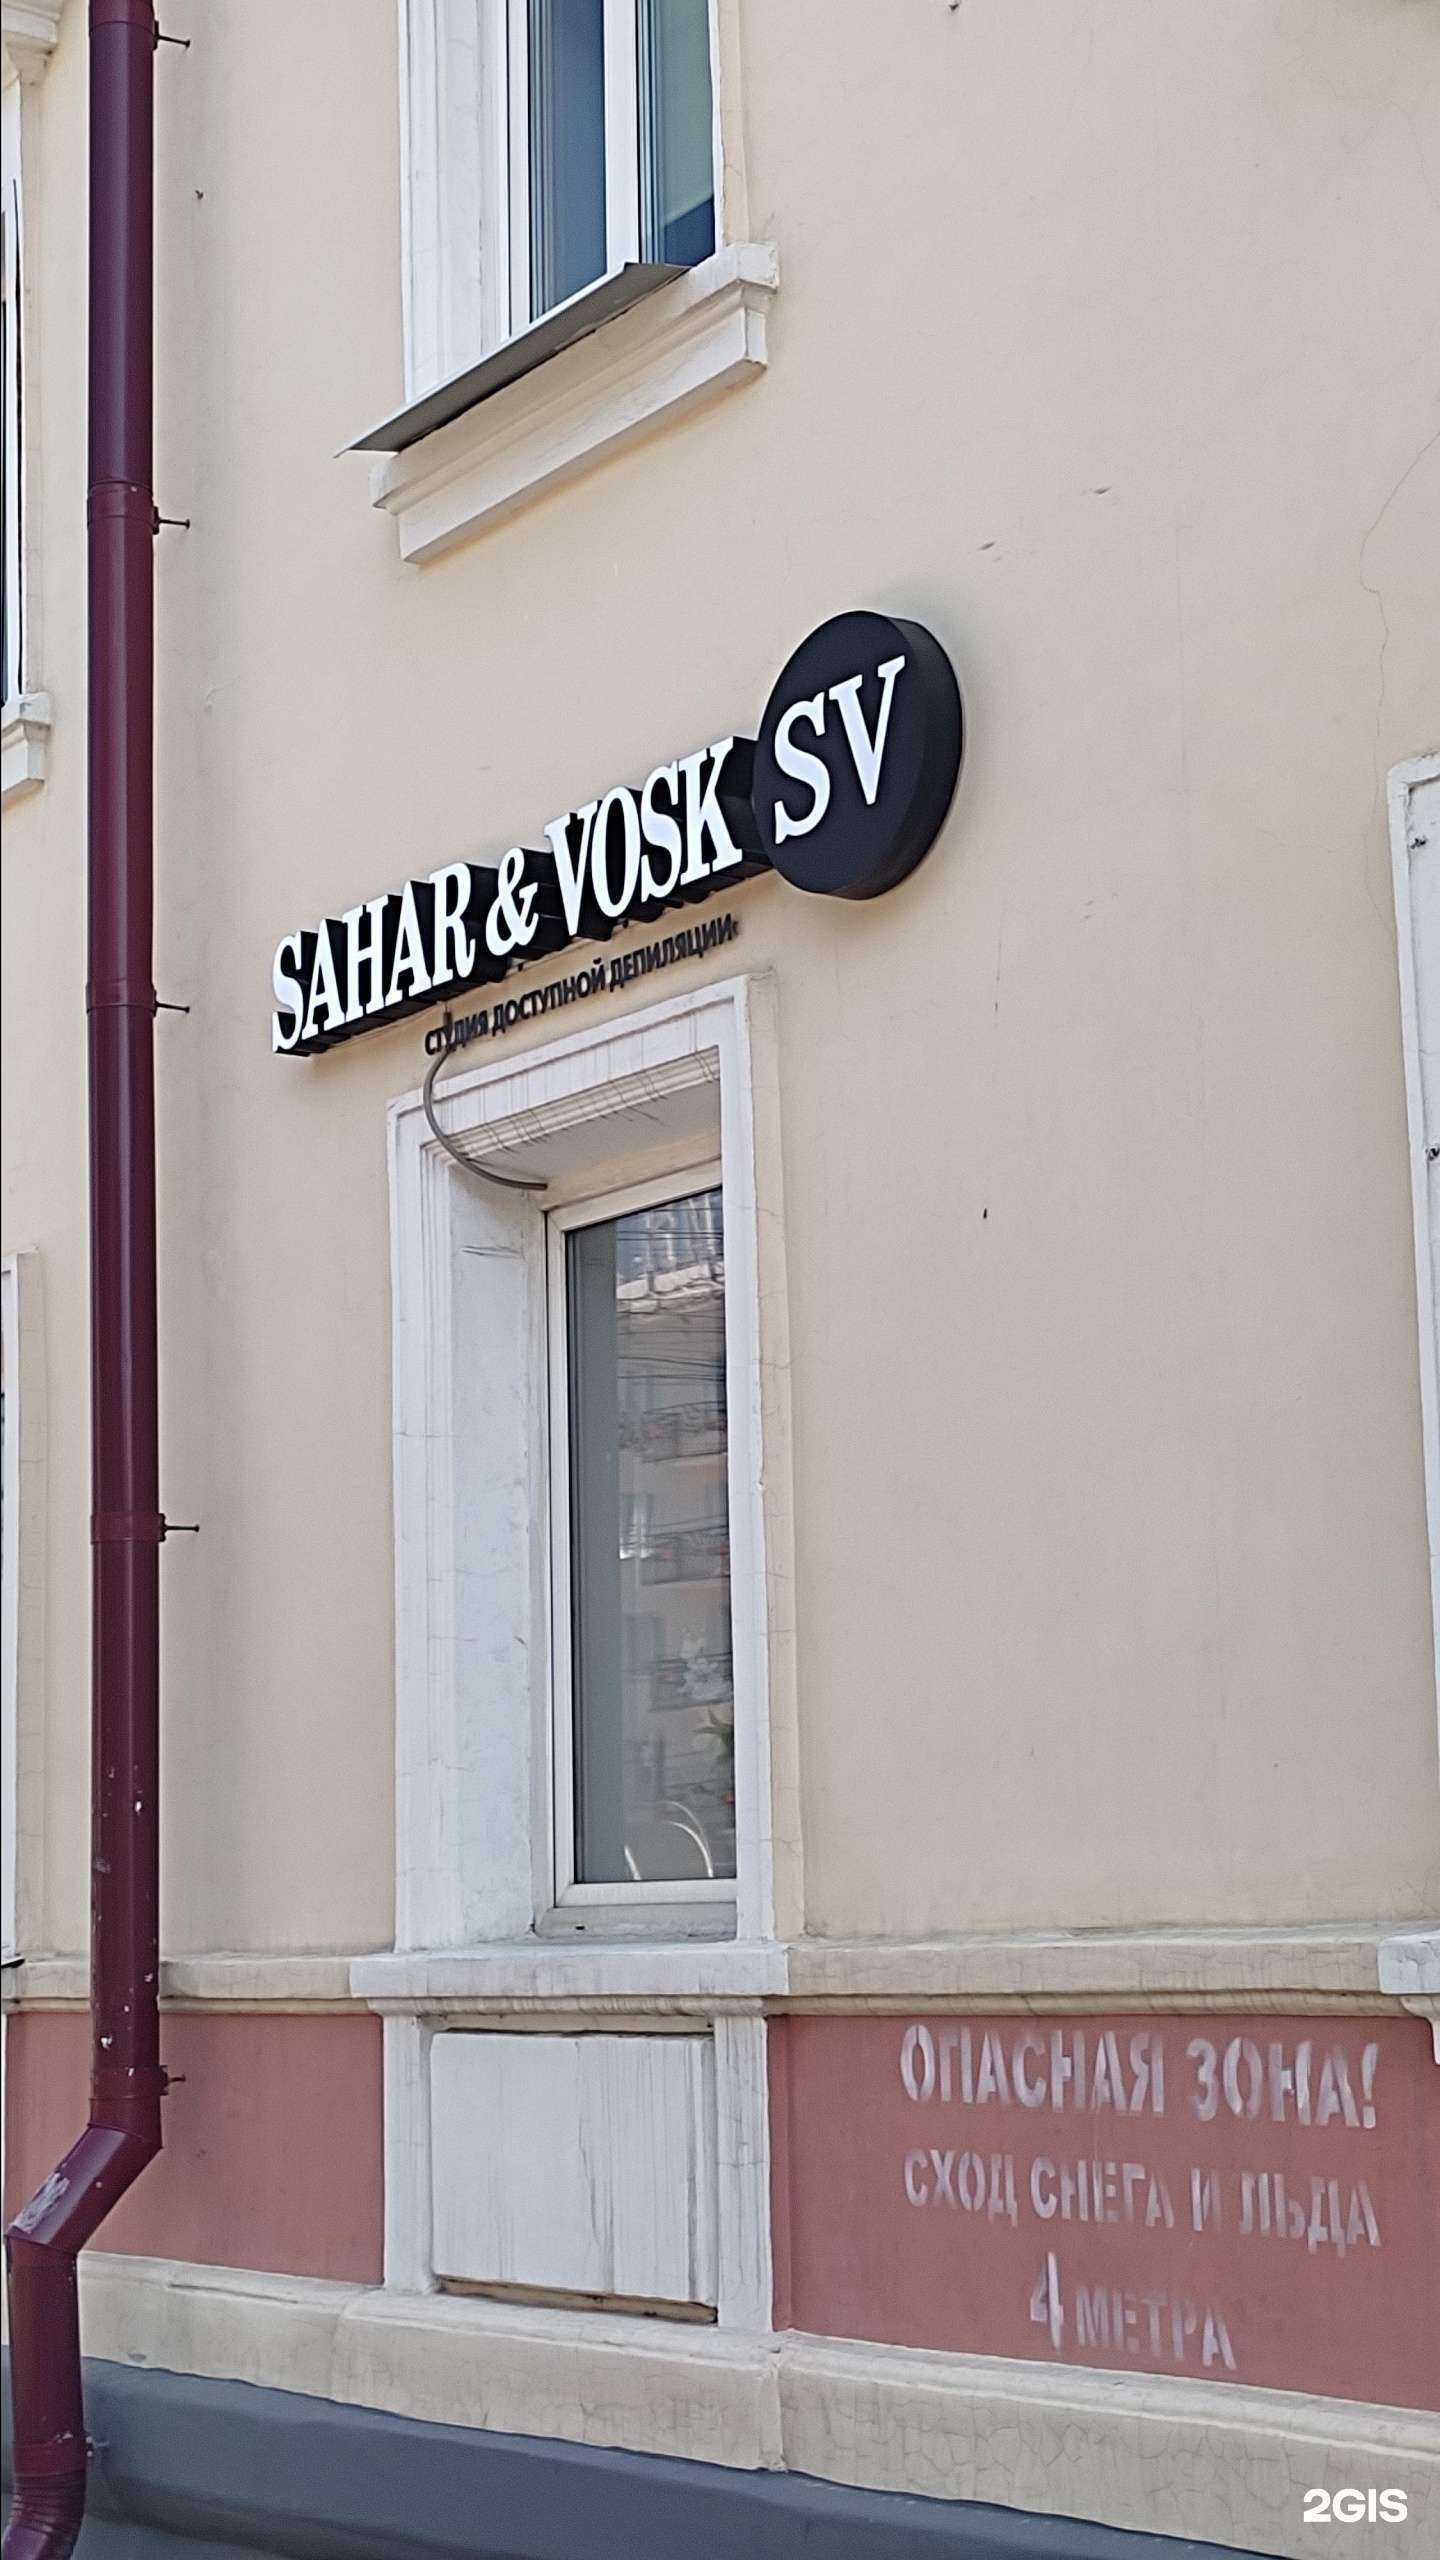 SAHAR & VOSK SV
СТУДИЯ ДОСТУПНОЙ ДЕПИЛЯЦИИ
ОПАСНАЯ ЗОНА!
СХОД СНЕГА И ЛЬДА
4 МЕТРА
2GIS